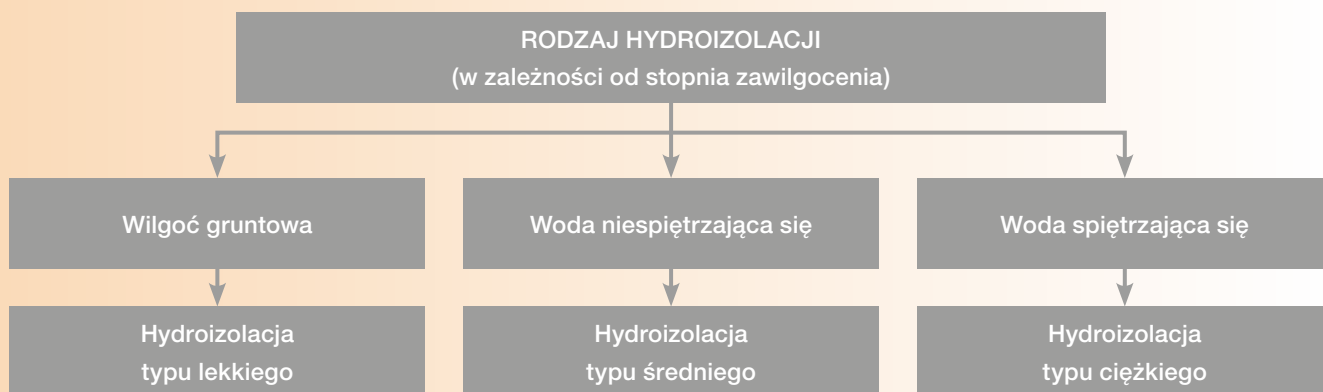 RODZAJ HYDROIZOLACJI
(w zależności od stopnia zawilgocenia)
Wilgoć gruntowa
Woda niespiętrzająca się
Woda spiętrzająca się
Hydroizolacja
typu lekkiego
Hydroizolacja
typu średniego
Hydroizolacja
typu ciężkiego